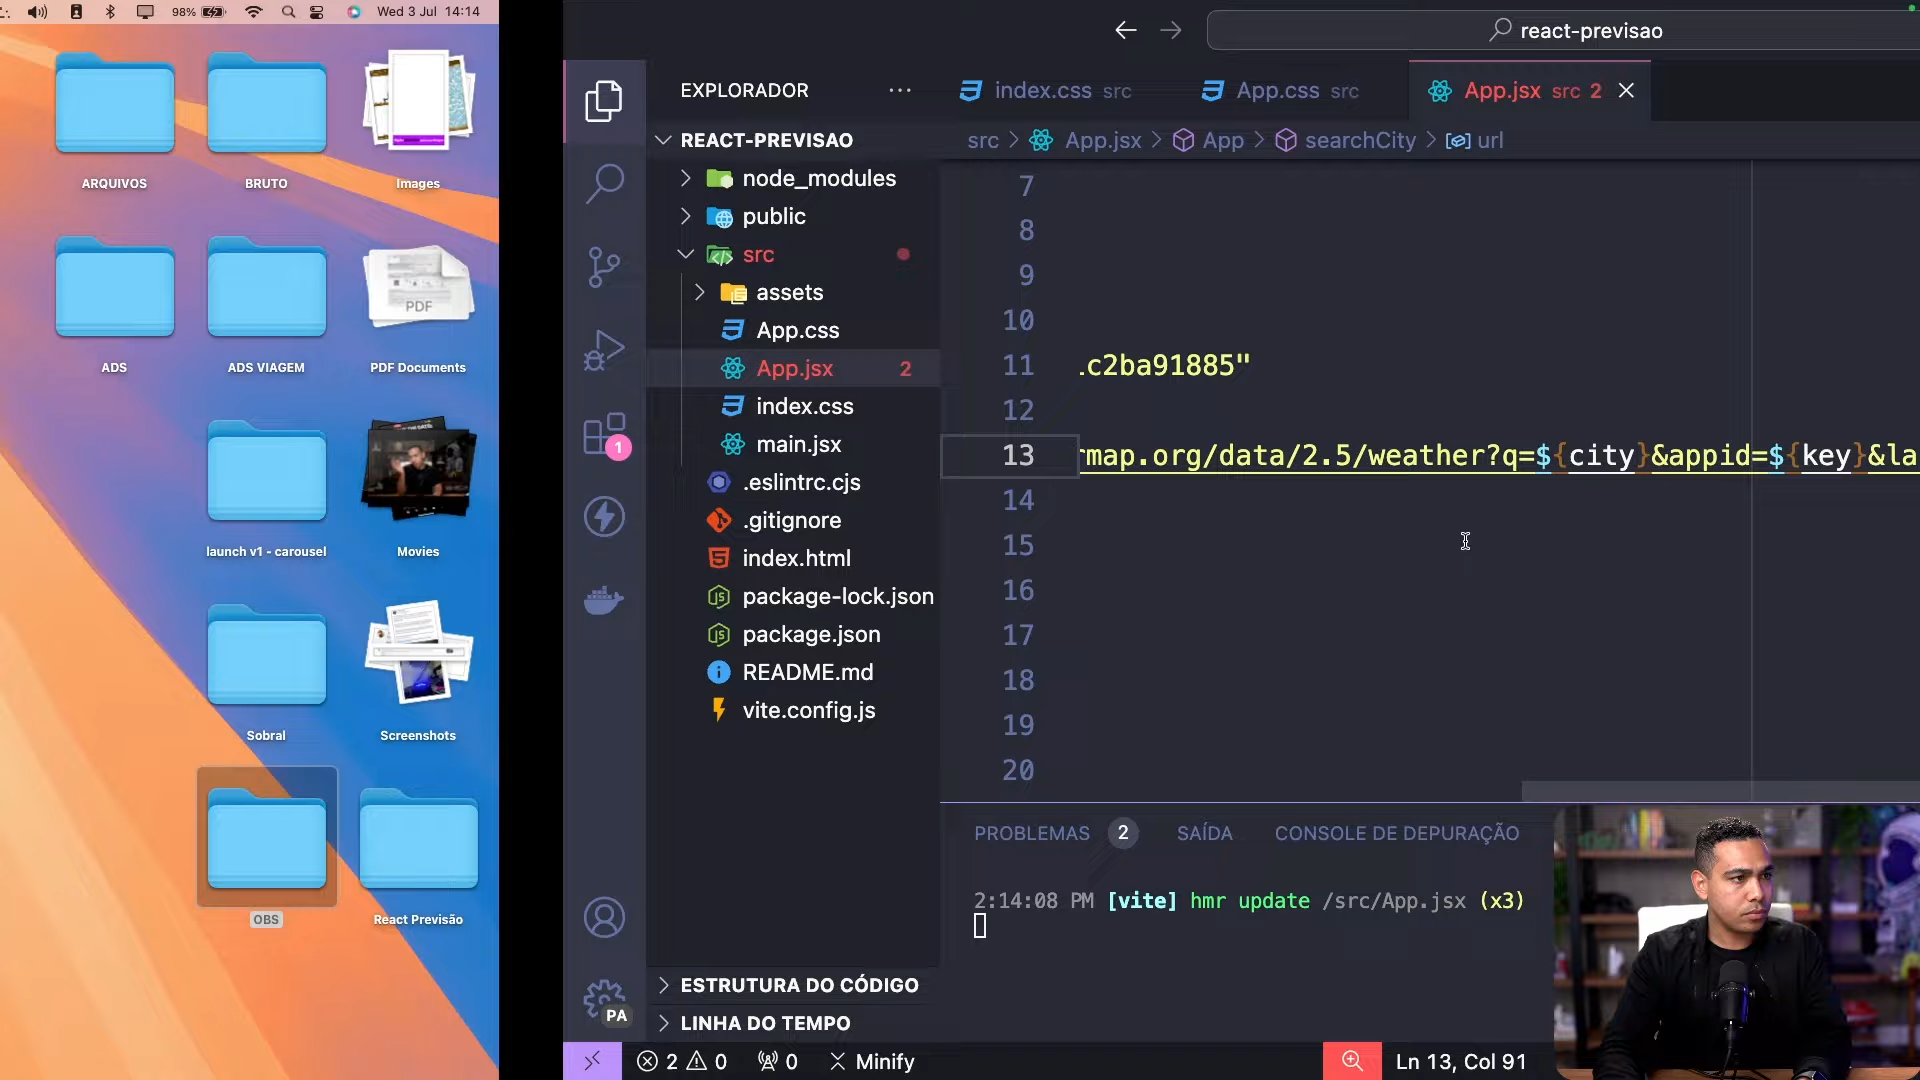 98% Wed 3 Jul 14:14
ARQUIVOS
BRUTO
Images
ADS
ADS VIAGEM
PDF
PDF Documents
launch v1 - carousel
Movies
Sobral
Screenshots
OBS
React Previsão
react-previsao
EXPLORADOR
REACT-PREVISAO
node_modules
public
src
assets
App.css
App.jsx 2
index.css
main.jsx
.eslintrc.cjs
.gitignore
index.html
package-lock.json
package.json
README.md
vite.config.js
ESTRUTURA DO CÓDIGO
LINHA DO TEMPO
1
PA
index.css src
App.css src
App.jsx src 2
src > App.jsx > App > searchCity > url
7
8
9
10
11 .c2ba91885"
12
13 map.org/data/2.5/weather?q=${city}&appid=${key}&la
14
15
16
17
18
19
20
PROBLEMAS 2 SAÍDA CONSOLE DE DEPURAÇÃO
2:14:08 PM [vite] hmr update /src/App.jsx (x3)
2 0 0 Minify Ln 13, Col 91